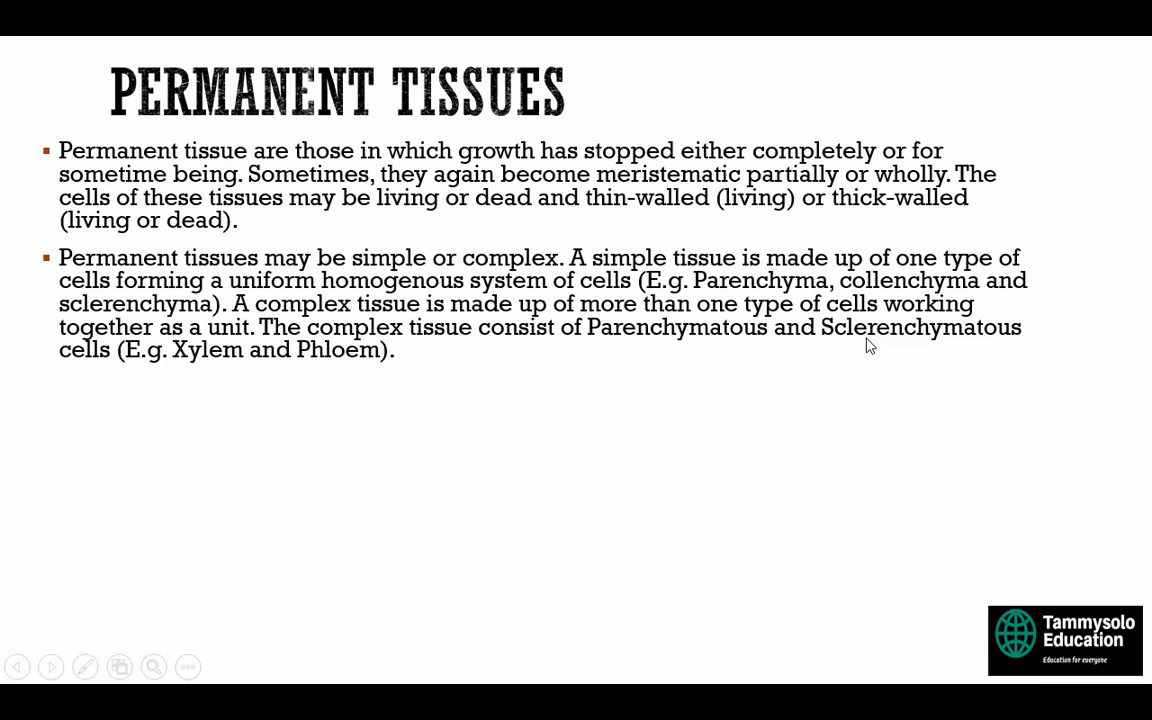 PERMANENT TISSUES
▪ Permanent tissue are those in which growth has stopped either completely or for
sometime being. Sometimes, they again become meristematic partially or wholly. The
cells of these tissues may be living or dead and thin-walled (living) or thick-walled
(living or dead).
▪ Permanent tissues may be simple or complex. A simple tissue is made up of one type of
cells forming a uniform homogenous system of cells (E.g. Parenchyma, collenchyma and
sclerenchyma). A complex tissue is made up of more than one type of cells working
together as a unit. The complex tissue consist of Parenchymatous and Sclerenchymatous
cells (E.g. Xylem and Phloem).
Tammysolo
Education
Education for everyone